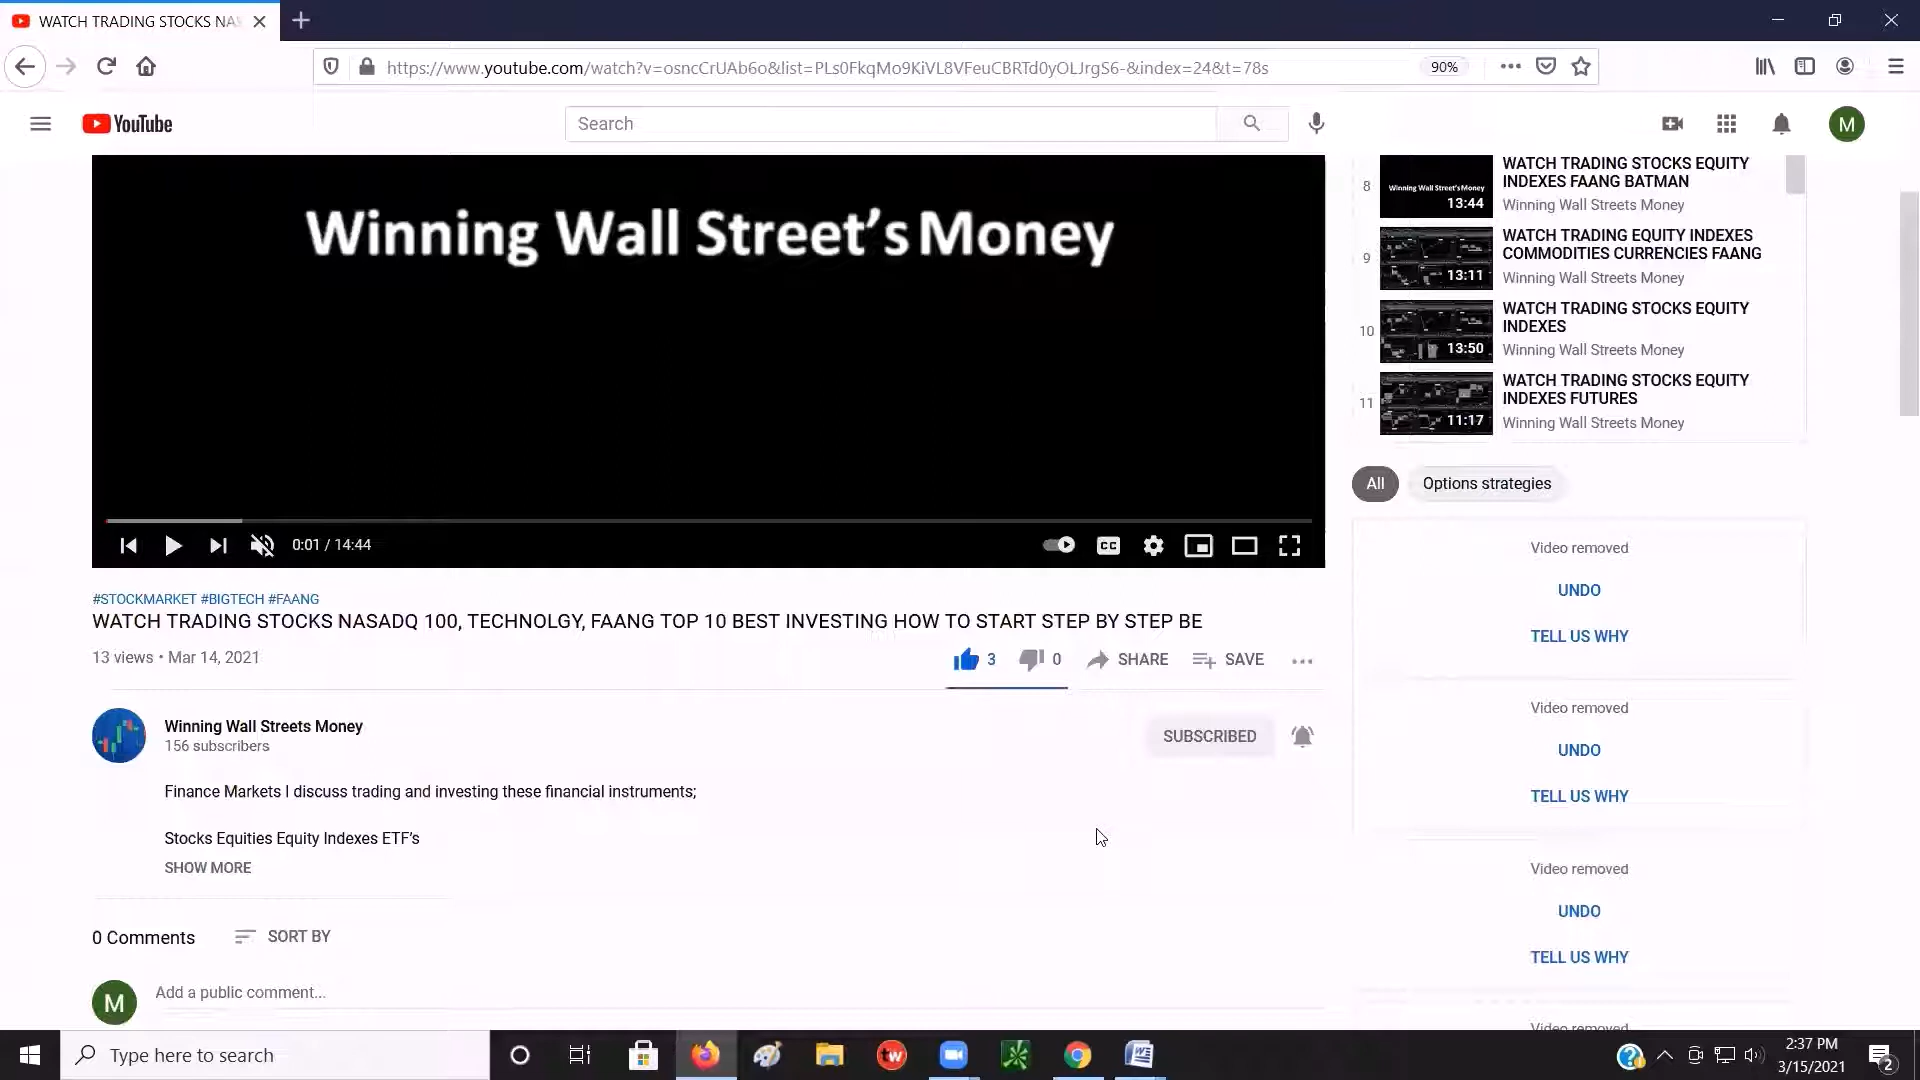 WATCH TRADING STOCKS NAS
https://www.youtube.com/watch?v=osncCrUAb6o&list=PLs0FkqMo9KiVL8VFeuCBRTd0yOLJrgS6-&index=24&t=78s
90%
YouTube
Search
M
Winning Wall Street's Money
0:01 / 14:44
CC
#STOCKMARKET #BIGTECH #FAANG
WATCH TRADING STOCKS NASADQ 100, TECHNOLGY, FAANG TOP 10 BEST INVESTING HOW TO START STEP BY STEP BE
13 views • Mar 14, 2021
3
0
SHARE
SAVE
Winning Wall Streets Money
156 subscribers
SUBSCRIBED
Finance Markets I discuss trading and investing these financial instruments;
Stocks Equities Equity Indexes ETF's
SHOW MORE
0 Comments
SORT BY
M
Add a public comment...
8
Winning Wall Street's Money
13:44
WATCH TRADING STOCKS EQUITY
INDEXES FAANG BATMAN
Winning Wall Streets Money
9
13:11
WATCH TRADING EQUITY INDEXES
COMMODITIES CURRENCIES FAANG
Winning Wall Streets Money
10
13:50
WATCH TRADING STOCKS EQUITY
INDEXES
Winning Wall Streets Money
11
11:17
WATCH TRADING STOCKS EQUITY
INDEXES FUTURES
Winning Wall Streets Money
All
Options strategies
Video removed
UNDO
TELL US WHY
Video removed
UNDO
TELL US WHY
Video removed
UNDO
TELL US WHY
Video removed
Type here to search
tw
2:37 PM
3/15/2021
2